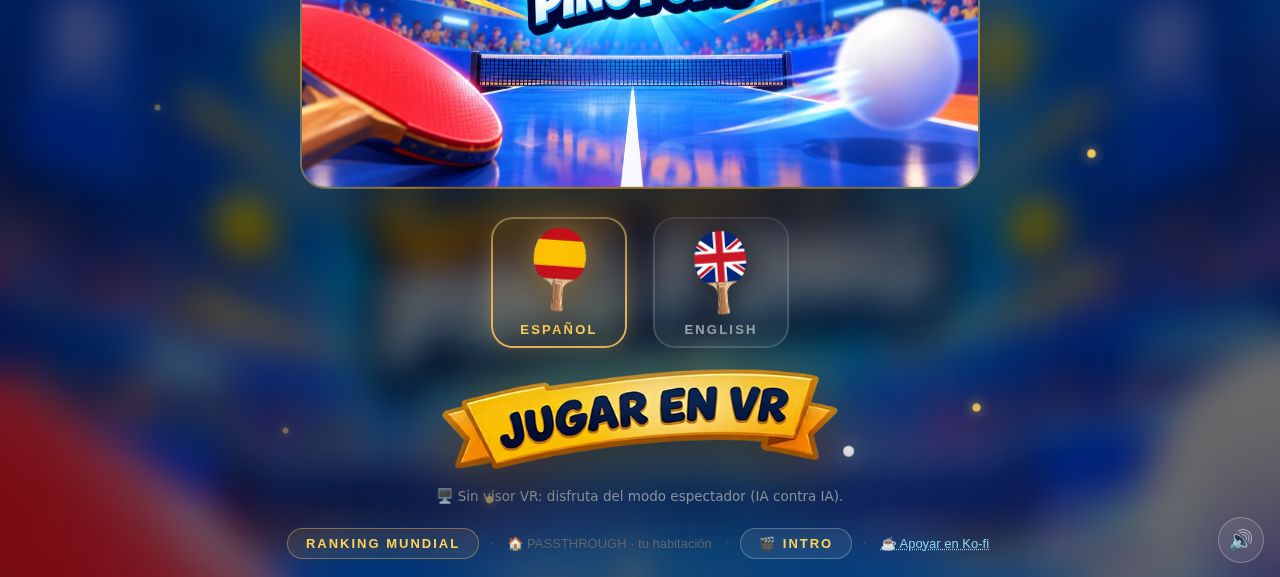 ESPAÑOL
ENGLISH
JUGAR EN VR
🖥️ Sin visor VR: disfruta del modo espectador (IA contra IA).
RANKING MUNDIAL · 🏠 PASSTHROUGH · tu habitación · 🎬 INTRO · ☕ Apoyar en Ko-fi